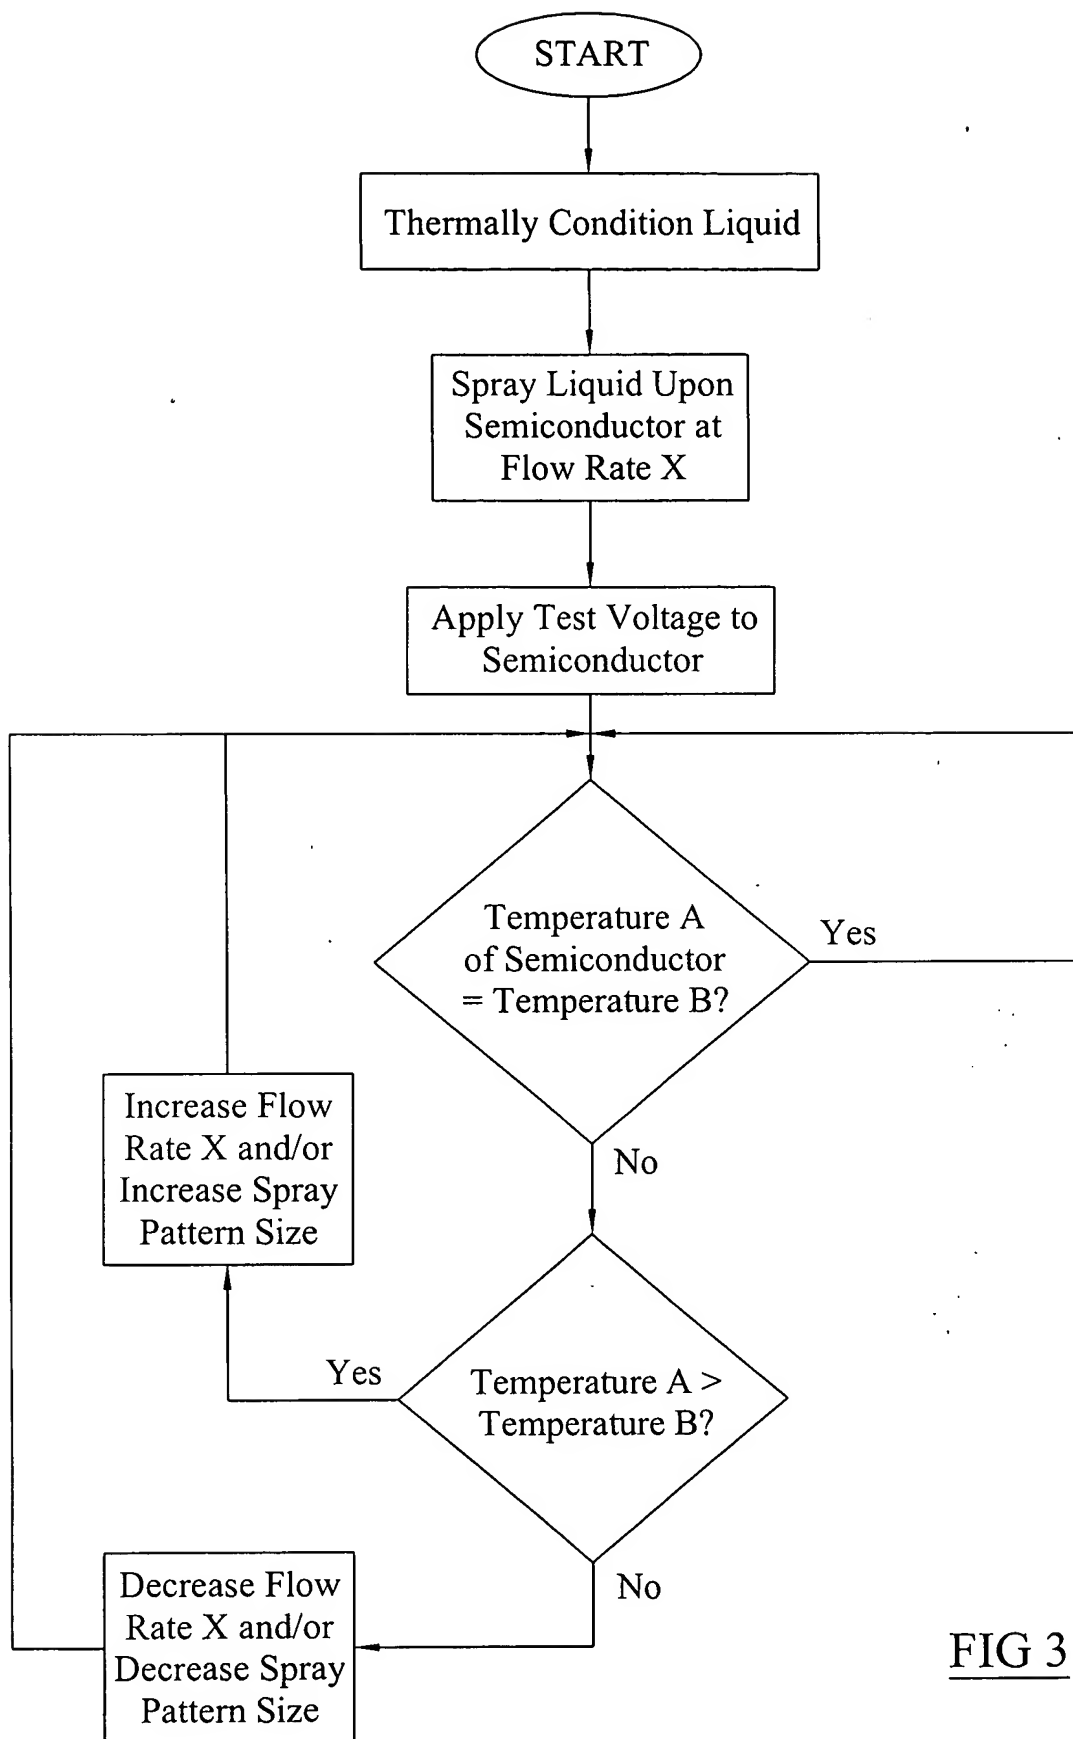 START
Thermally Condition Liquid
Spray Liquid Upon
Semiconductor at
Flow Rate X
Apply Test Voltage to
Semiconductor
Temperature A
of Semiconductor
= Temperature B?
Yes
No
Increase Flow
Rate X and/or
Increase Spray
Pattern Size
Yes
Temperature A >
Temperature B?
No
Decrease Flow
Rate X and/or
Decrease Spray
Pattern Size
FIG 3